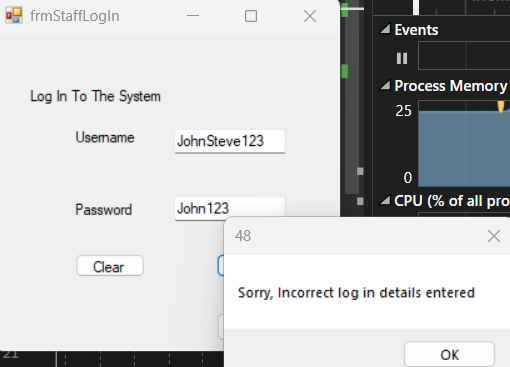 frmStaffLogIn
Log In To The System
Username
JohnSteve123
Password
John123
Clear
48
Sorry, Incorrect log in details entered
OK
Events
Process Memory
25
0
CPU (% of all pro
21